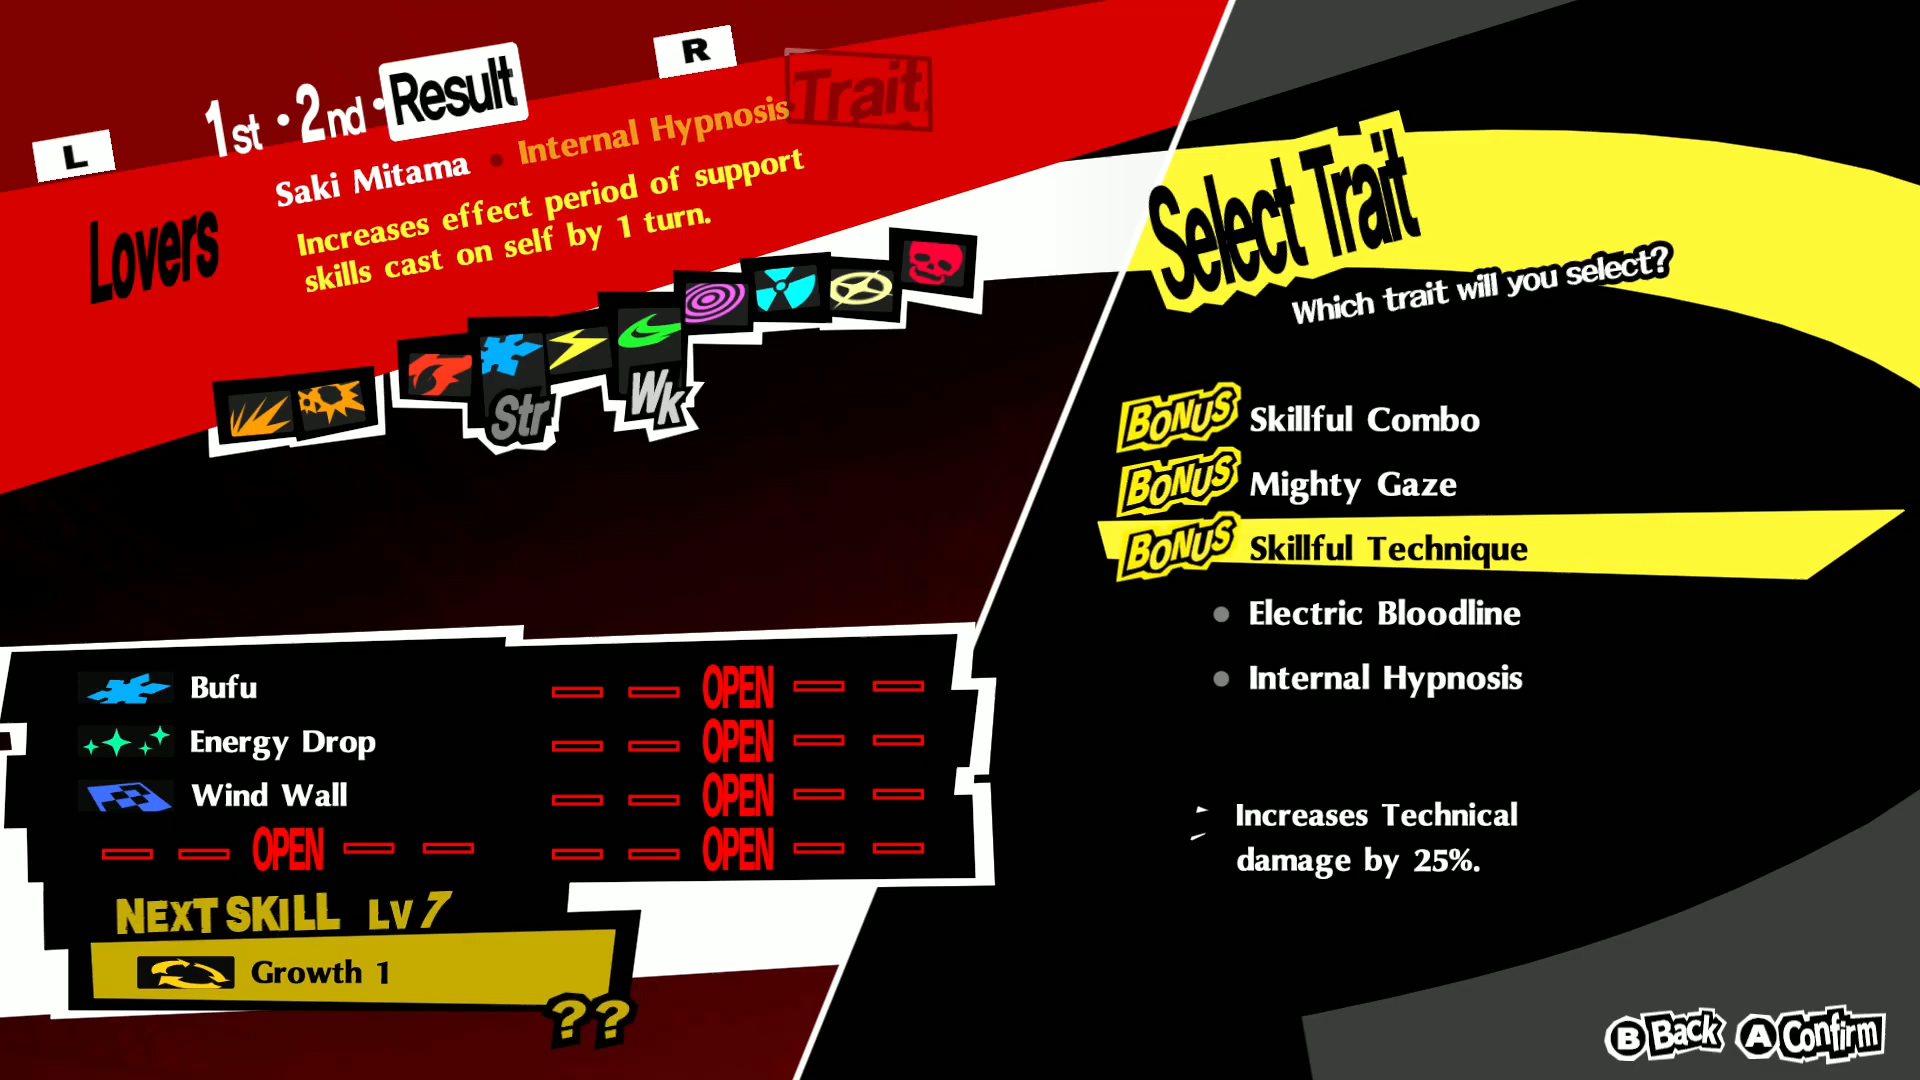 L
1st · 2nd · Result
R
Trait
Lovers
Saki Mitama • Internal Hypnosis
Increases effect period of support
skills cast on self by 1 turn.
Str
Wk
Bufu
OPEN
Energy Drop
OPEN
Wind Wall
OPEN
OPEN
OPEN
NEXT SKILL LV 7
Growth 1
??
Select Trait
Which trait will you select?
BONUS Skillful Combo
BONUS Mighty Gaze
BONUS Skillful Technique
Electric Bloodline
Internal Hypnosis
Increases Technical
damage by 25%.
B Back A Confirm